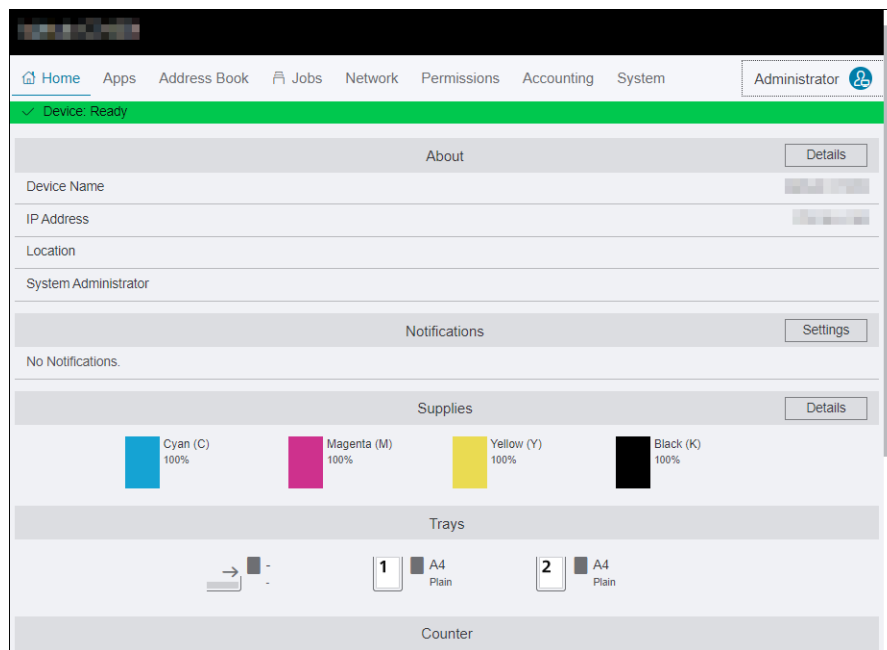 Home Apps Address Book Jobs Network Permissions Accounting System Administrator
Device: Ready
About Details
Device Name
IP Address
Location
System Administrator
Notifications Settings
No Notifications.
Supplies Details
Cyan (C) Magenta (M) Yellow (Y) Black (K)
100% 100% 100% 100%
Trays
- 1 A4 2 A4
- Plain Plain
Counter